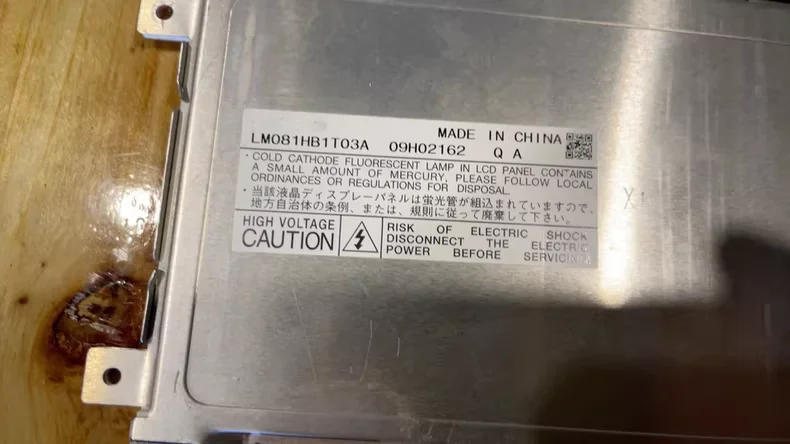 MADE IN CHINA
LM081HB1T03A 09H02162 Q A
・COLD CATHODE FLUORESCENT LAMP IN LCD PANEL CONTAINS
A SMALL AMOUNT OF MERCURY, PLEASE FOLLOW LOCAL
ORDINANCES OR REGULATIONS FOR DISPOSAL
・当該液晶ディスプレーパネルは蛍光管が組込まれていますので、
地方自治体の条例、または、規則に従って廃棄して下さい。
HIGH VOLTAGE
CAUTION
RISK OF ELECTRIC SHOCK
DISCONNECT THE ELECTRIC
POWER BEFORE SERVICING